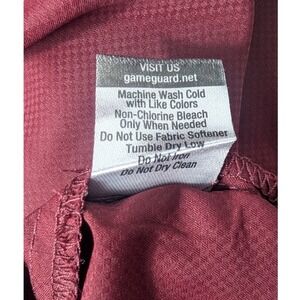 VISIT US
gameguard.net
Machine Wash Cold
with Like Colors
Non-Chlorine Bleach
Only When Needed
Do Not Use Fabric Softener
Tumble Dry Low
Do Not Iron
Do Not Dry Clean